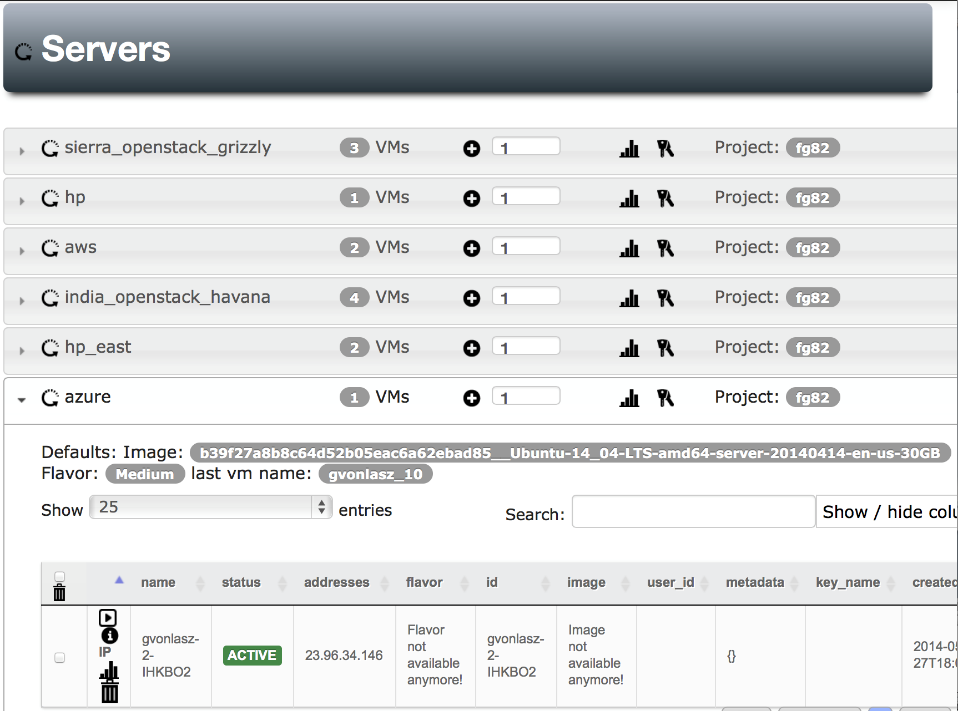 Servers
sierra_openstack_grizzly 3 VMs 1 Project: fg82
hp 1 VMs 1 Project: fg82
aws 2 VMs 1 Project: fg82
india_openstack_havana 4 VMs 1 Project: fg82
hp_east 2 VMs 1 Project: fg82
azure 1 VMs 1 Project: fg82
Defaults: Image: b39f27a8b8c64d52b05eac6a62ebad85__Ubuntu-14_04-LTS-amd64-server-20140414-en-us-30GB
Flavor: Medium last vm name: gvonlasz_10
Show 25 entries Search: Show / hide colu
name status addresses flavor id image user_id metadata key_name created
IP
gvonlasz-
2-
IHKBO2
ACTIVE
23.96.34.146
Flavor
not
available
anymore!
gvonlasz-
2-
IHKBO2
Image
not
available
anymore!
{}
2014-05
27T18: